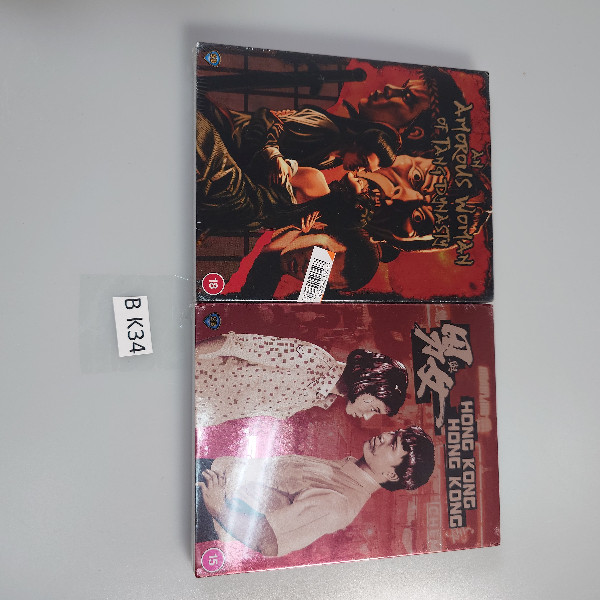 AN
AMOROUS WOMAN
OF TANG DYNASTY
18
B K34
男與女
HONG KONG
HONG KONG
15